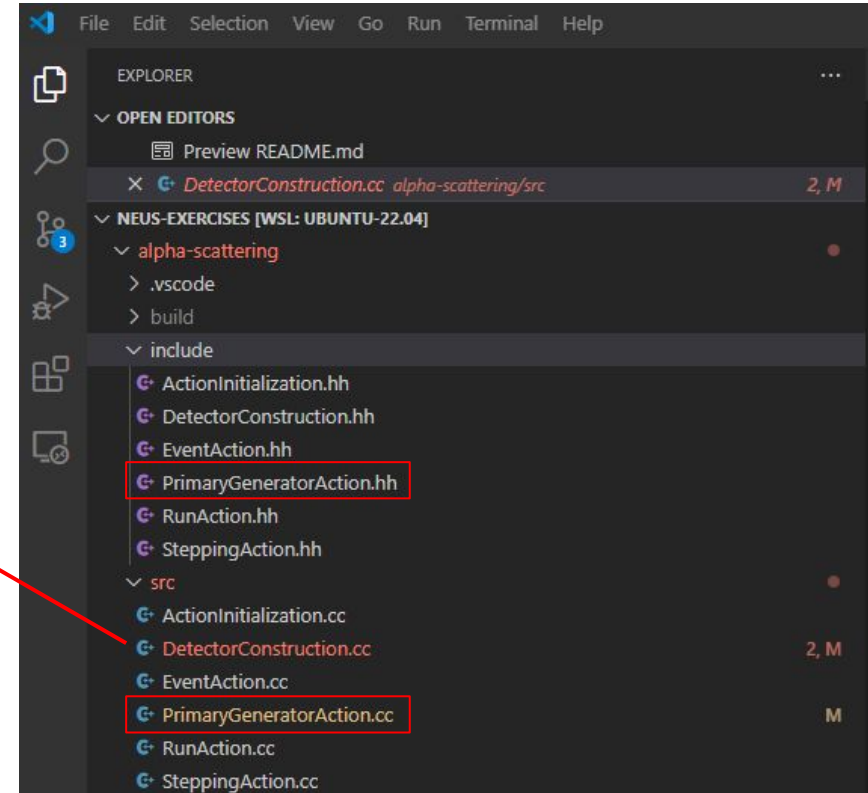 File Edit Selection View Go Run Terminal Help
EXPLORER
OPEN EDITORS
Preview README.md
DetectorConstruction.cc alpha-scattering/src 2, M
NEUS-EXERCISES [WSL: UBUNTU-22.04]
3
alpha-scattering
.vscode
build
include
ActionInitialization.hh
DetectorConstruction.hh
EventAction.hh
PrimaryGeneratorAction.hh
RunAction.hh
SteppingAction.hh
src
ActionInitialization.cc
DetectorConstruction.cc 2, M
EventAction.cc
PrimaryGeneratorAction.cc M
RunAction.cc
SteppingAction.cc